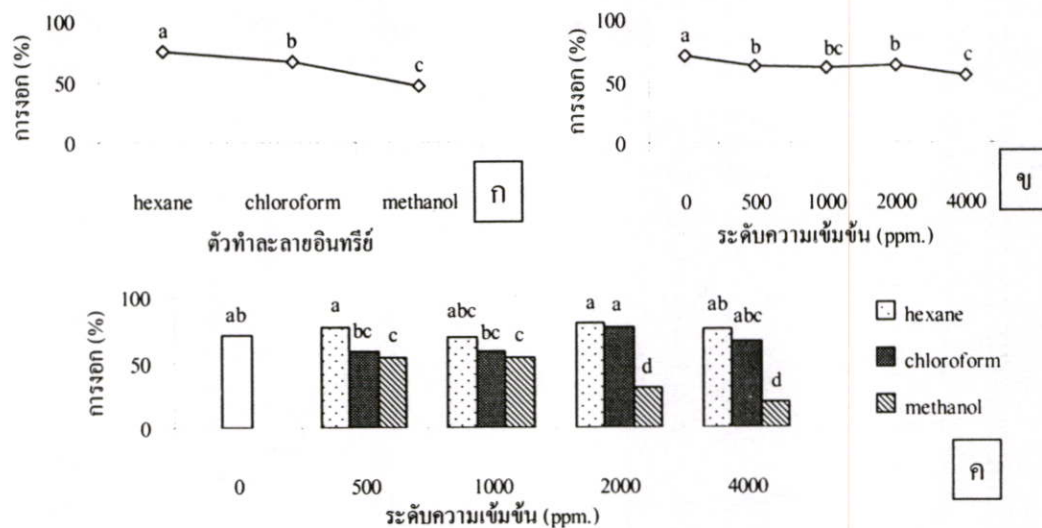 การงอก (%)
100
50
0
a
b
c
hexane
chloroform
methanol
ตัวทำละลายอินทรีย์
ก
การงอก (%)
100
50
0
a
b
bc
b
c
0
500
1000
2000
4000
ระดับความเข้มข้น (ppm.)
ข
การงอก (%)
100
50
0
ab
a
bc
c
abc
bc
c
a
a
d
ab
abc
d
0
500
1000
2000
4000
ระดับความเข้มข้น (ppm.)
hexane
chloroform
methanol
ค